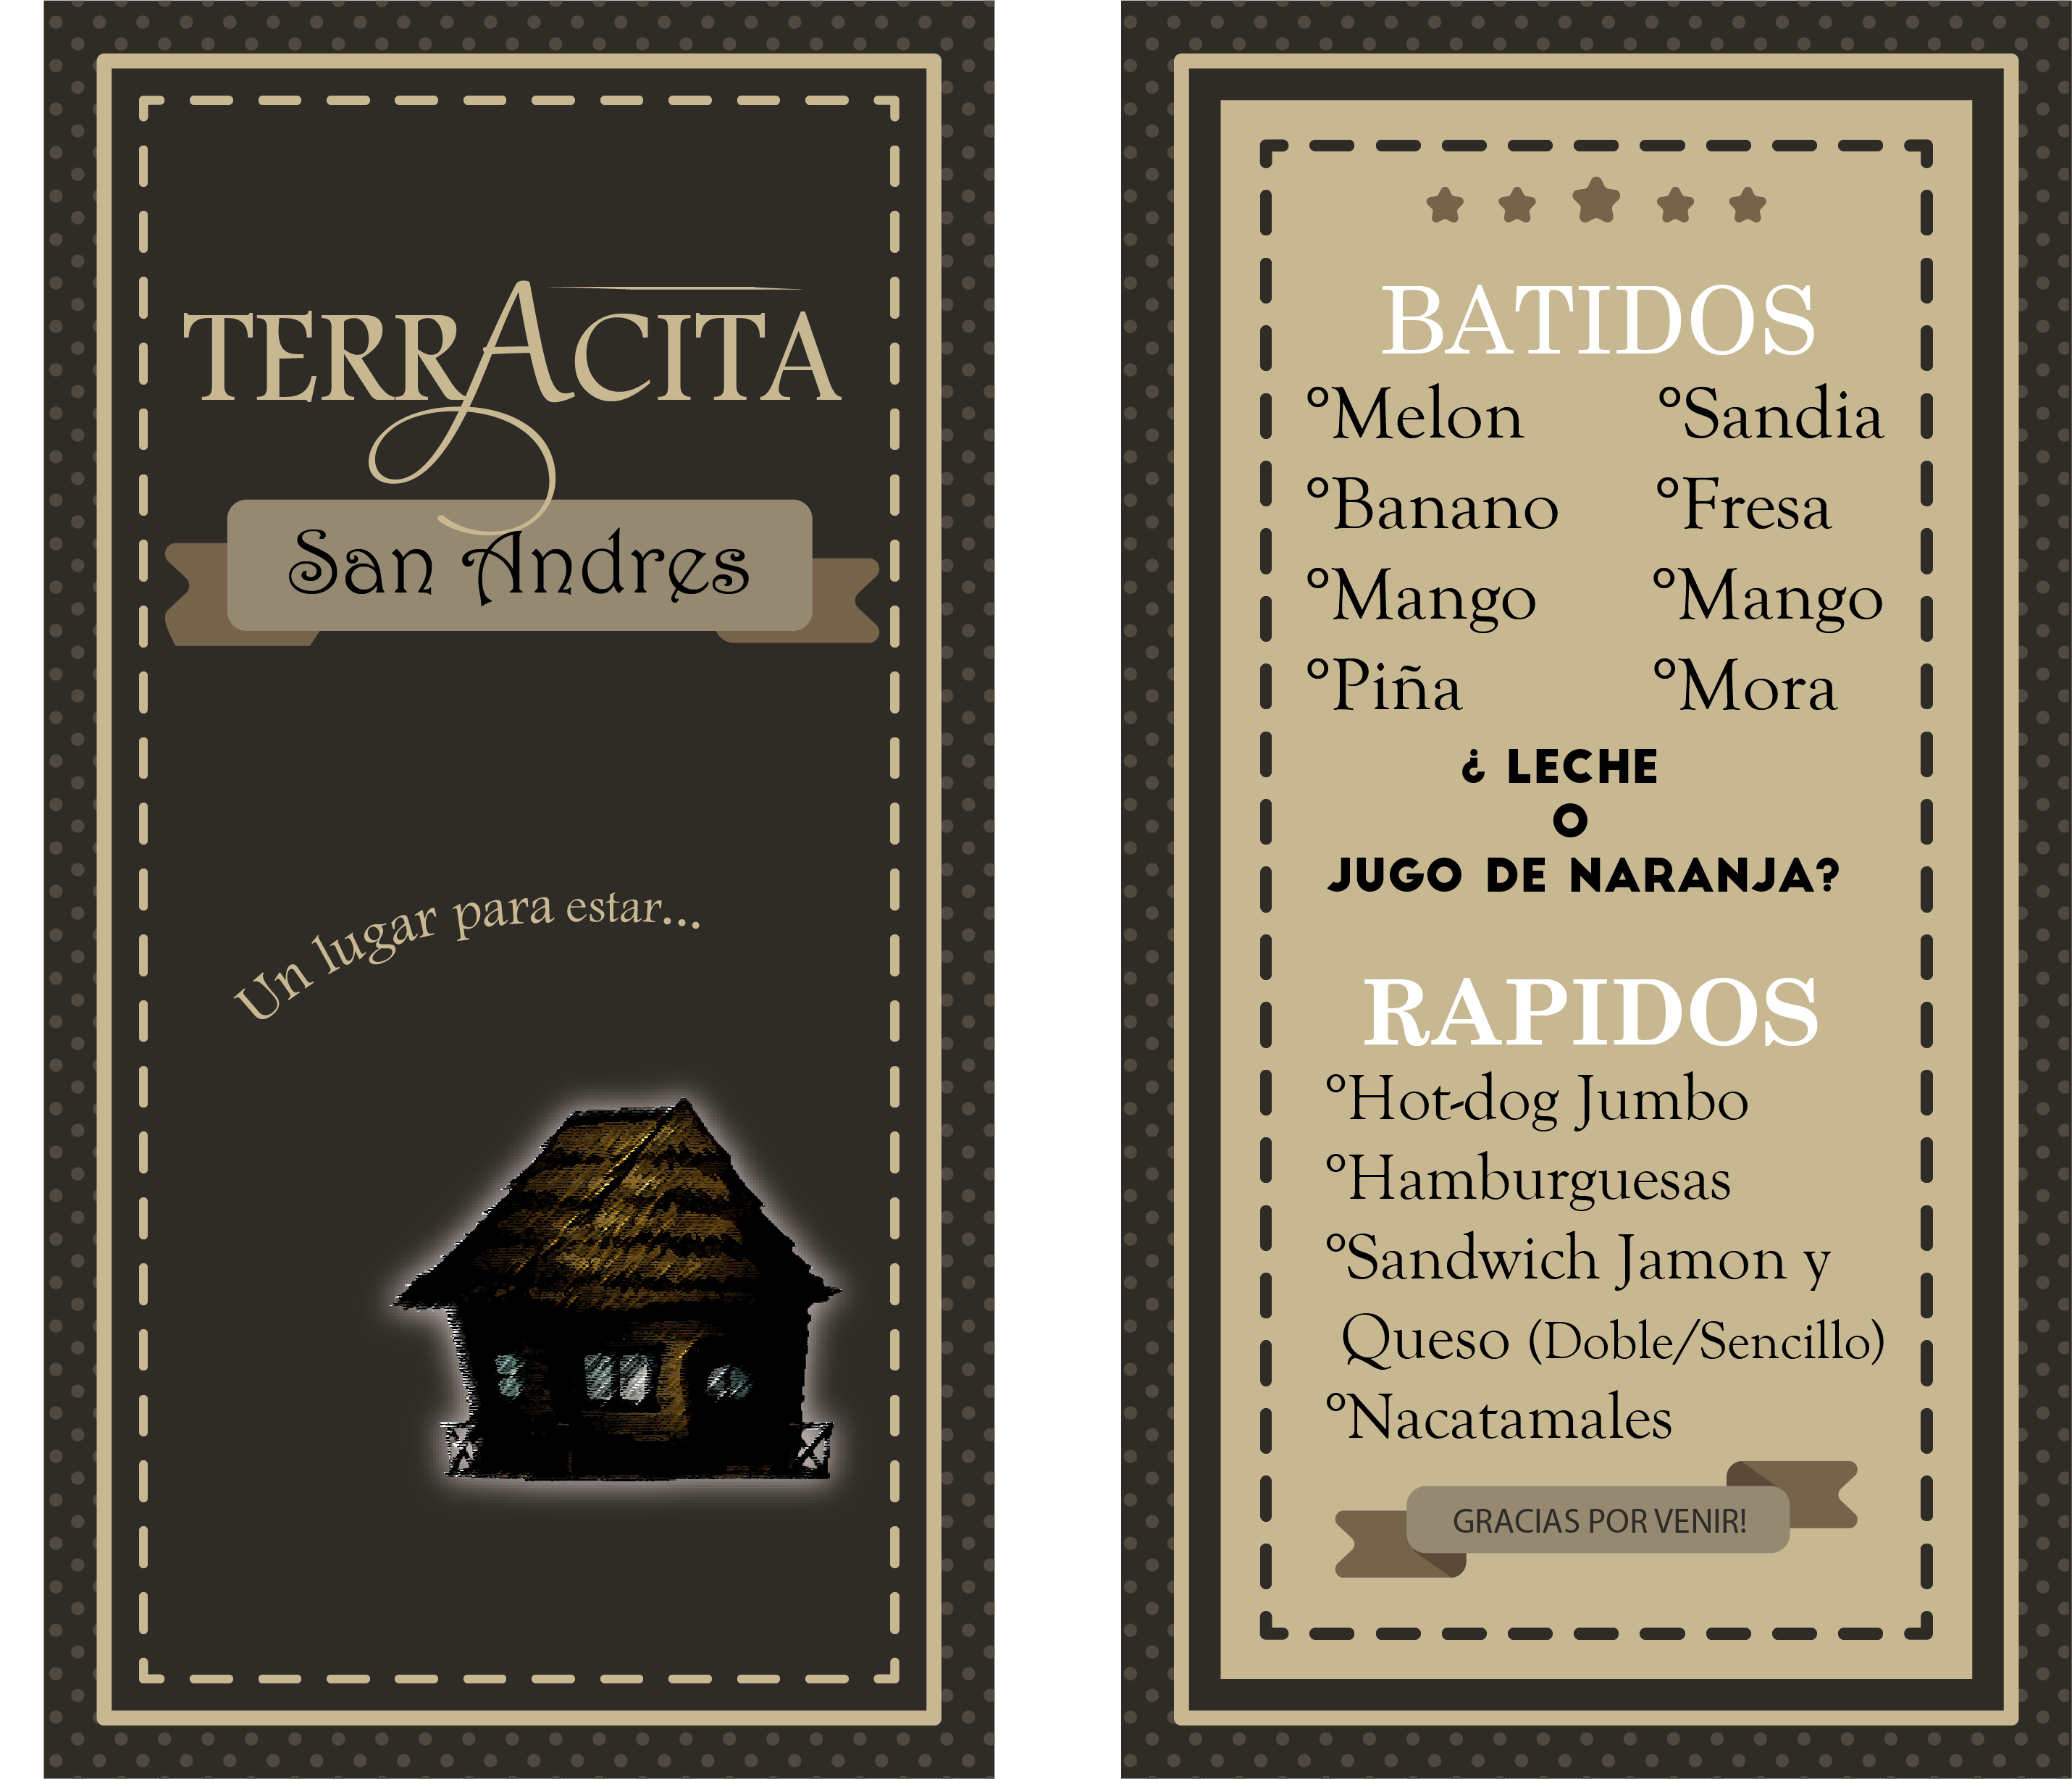 TERRACITA
San Andres
Un lugar para estar...
BATIDOS
°Melon °Sandia
°Banano °Fresa
°Mango °Mango
°Piña °Mora
¿ LECHE
O
JUGO DE NARANJA?
RAPIDOS
°Hot-dog Jumbo
°Hamburguesas
°Sandwich Jamon y
Queso (Doble/Sencillo)
°Nacatamales
GRACIAS POR VENIR!